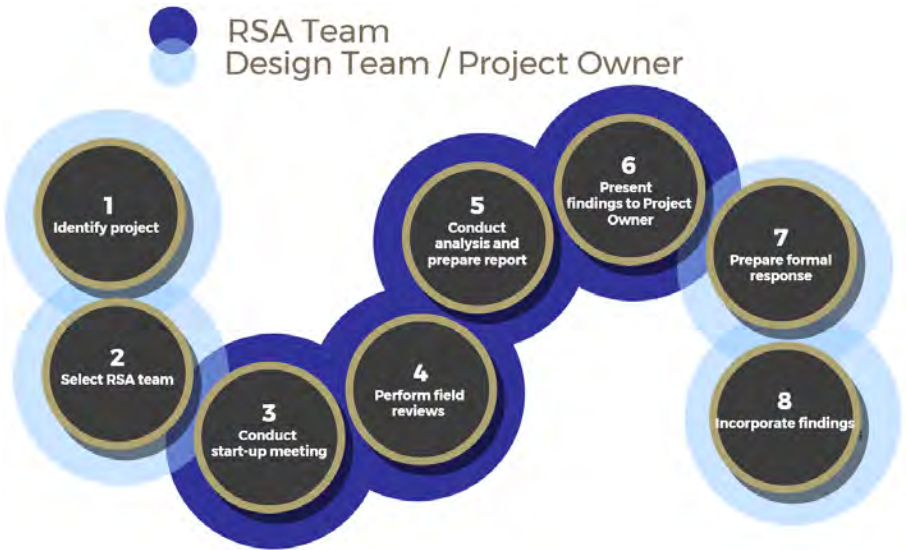 RSA Team
Design Team / Project Owner
1
Identify project
2
Select RSA team
3
Conduct
start-up meeting
4
Perform field
reviews
5
Conduct
analysis and
prepare report
6
Present
findings to Project
Owner
7
Prepare formal
response
8
Incorporate findings